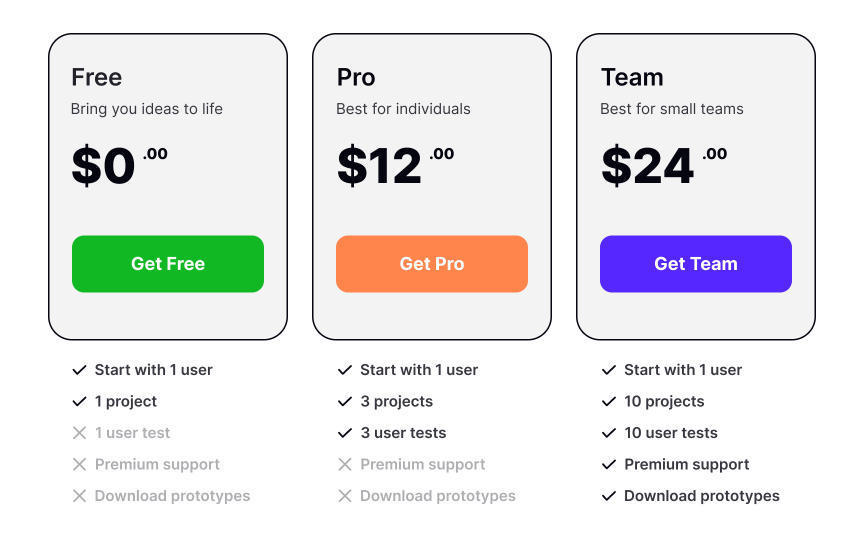 Free
Bring you ideas to life
$0 .00
Get Free
Start with 1 user
1 project
1 user test
Premium support
Download prototypes
Pro
Best for individuals
$12 .00
Get Pro
Start with 1 user
3 projects
3 user tests
Premium support
Download prototypes
Team
Best for small teams
$24 .00
Get Team
Start with 1 user
10 projects
10 user tests
Premium support
Download prototypes